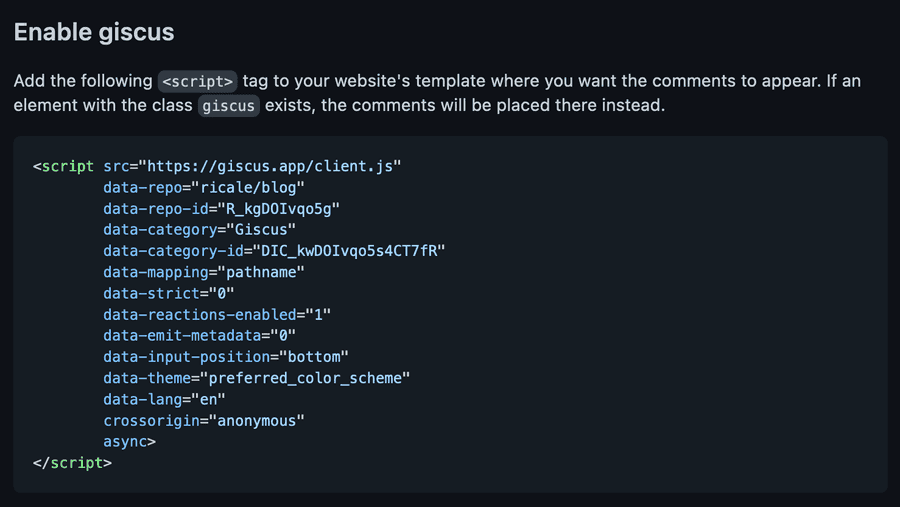 Enable giscus
Add the following <script> tag to your website's template where you want the comments to appear. If an
element with the class giscus exists, the comments will be placed there instead.
<script src="https://giscus.app/client.js"
data-repo="ricale/blog"
data-repo-id="R_kgDOIvqo5g"
data-category="Giscus"
data-category-id="DIC_kwDOIvqo5s4CT7fR"
data-mapping="pathname"
data-strict="0"
data-reactions-enabled="1"
data-emit-metadata="0"
data-input-position="bottom"
data-theme="preferred_color_scheme"
data-lang="en"
crossorigin="anonymous"
async>
</script>